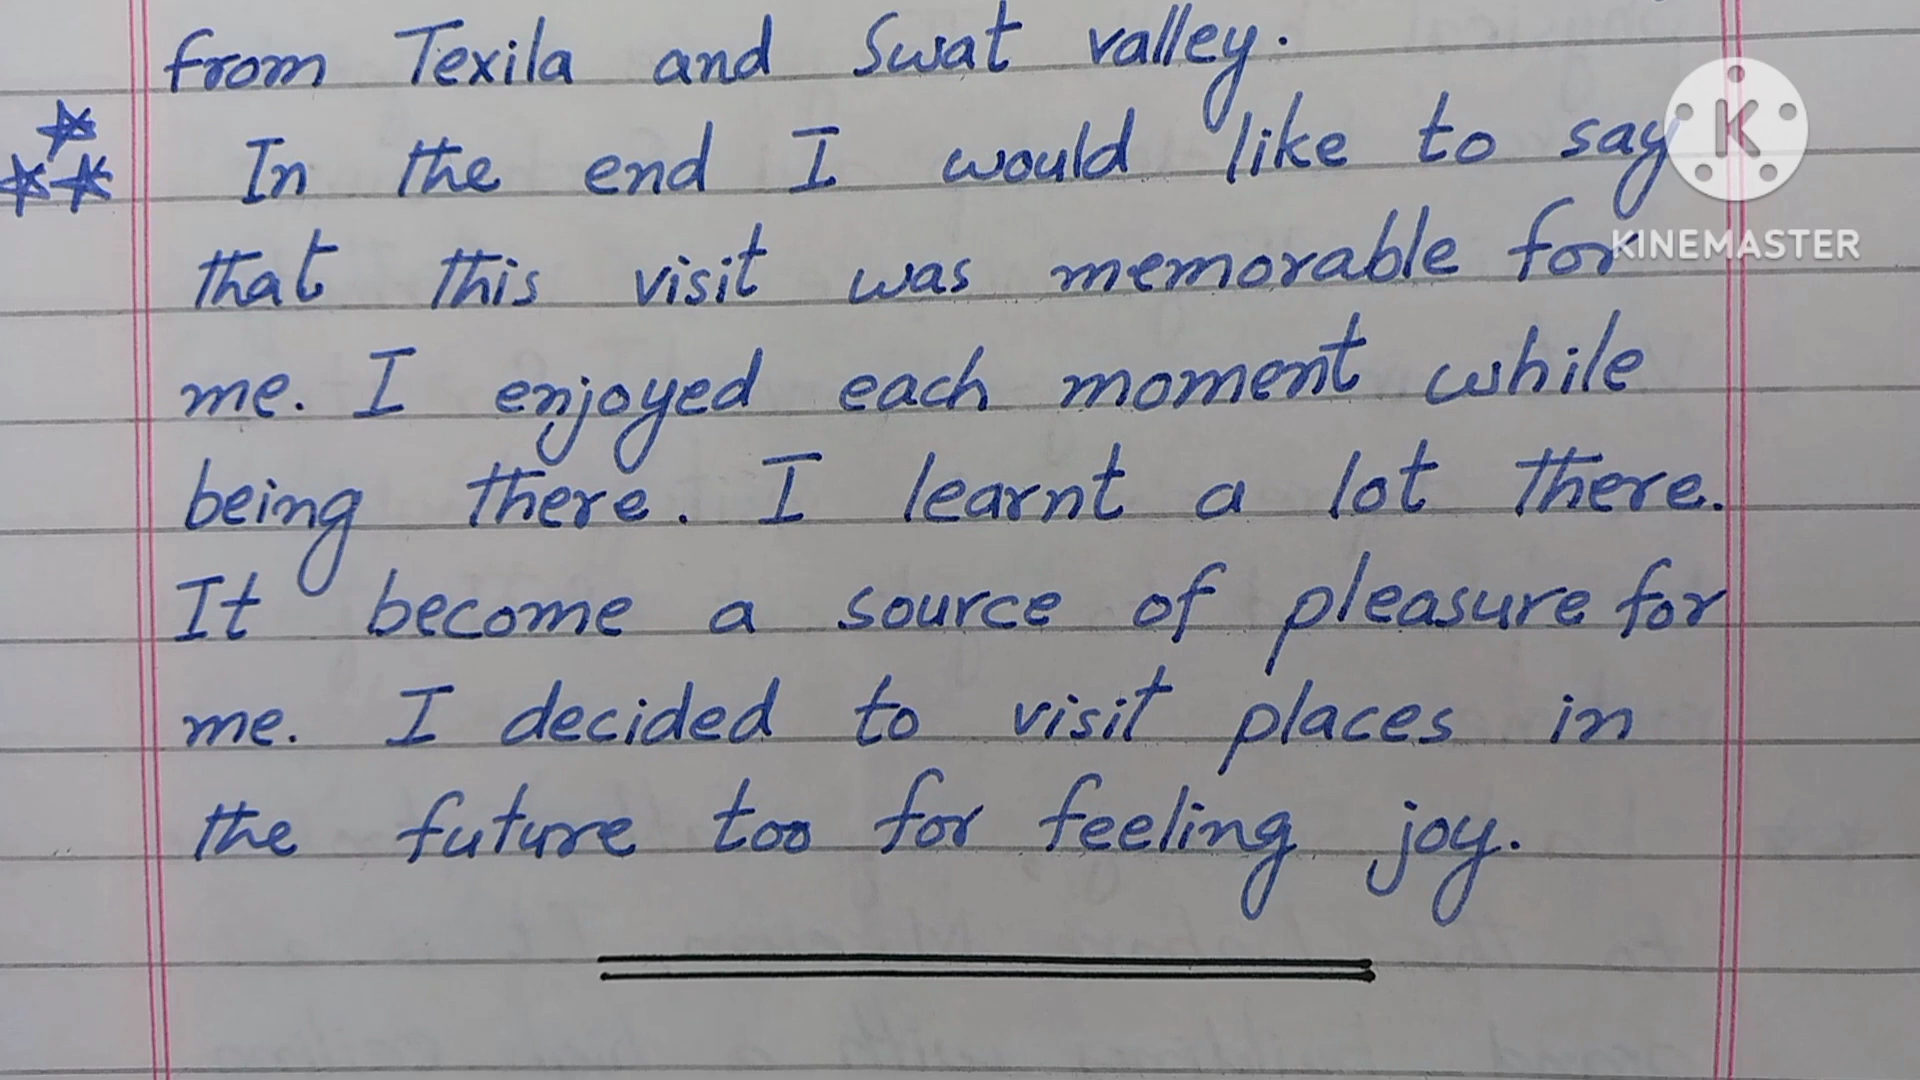 from Texila and Swat valley.
In the end I would like to say
that this visit was memorable for
me. I enjoyed each moment while
being there. I learnt a lot there.
It become a source of pleasure for
me. I decided to visit places in
the future too for feeling joy.
K
KINEMASTER